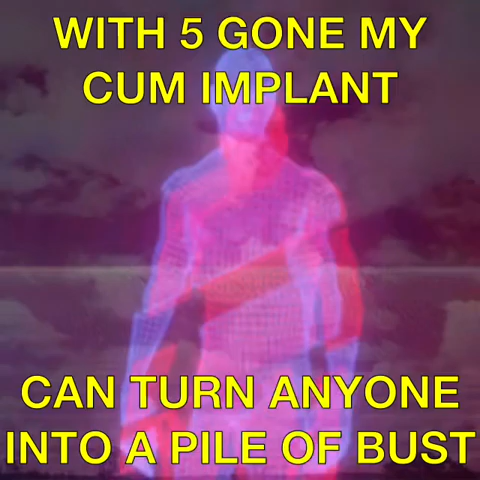 WITH 5 GONE MY
CUM IMPLANT
CAN TURN ANYONE
INTO A PILE OF BUST